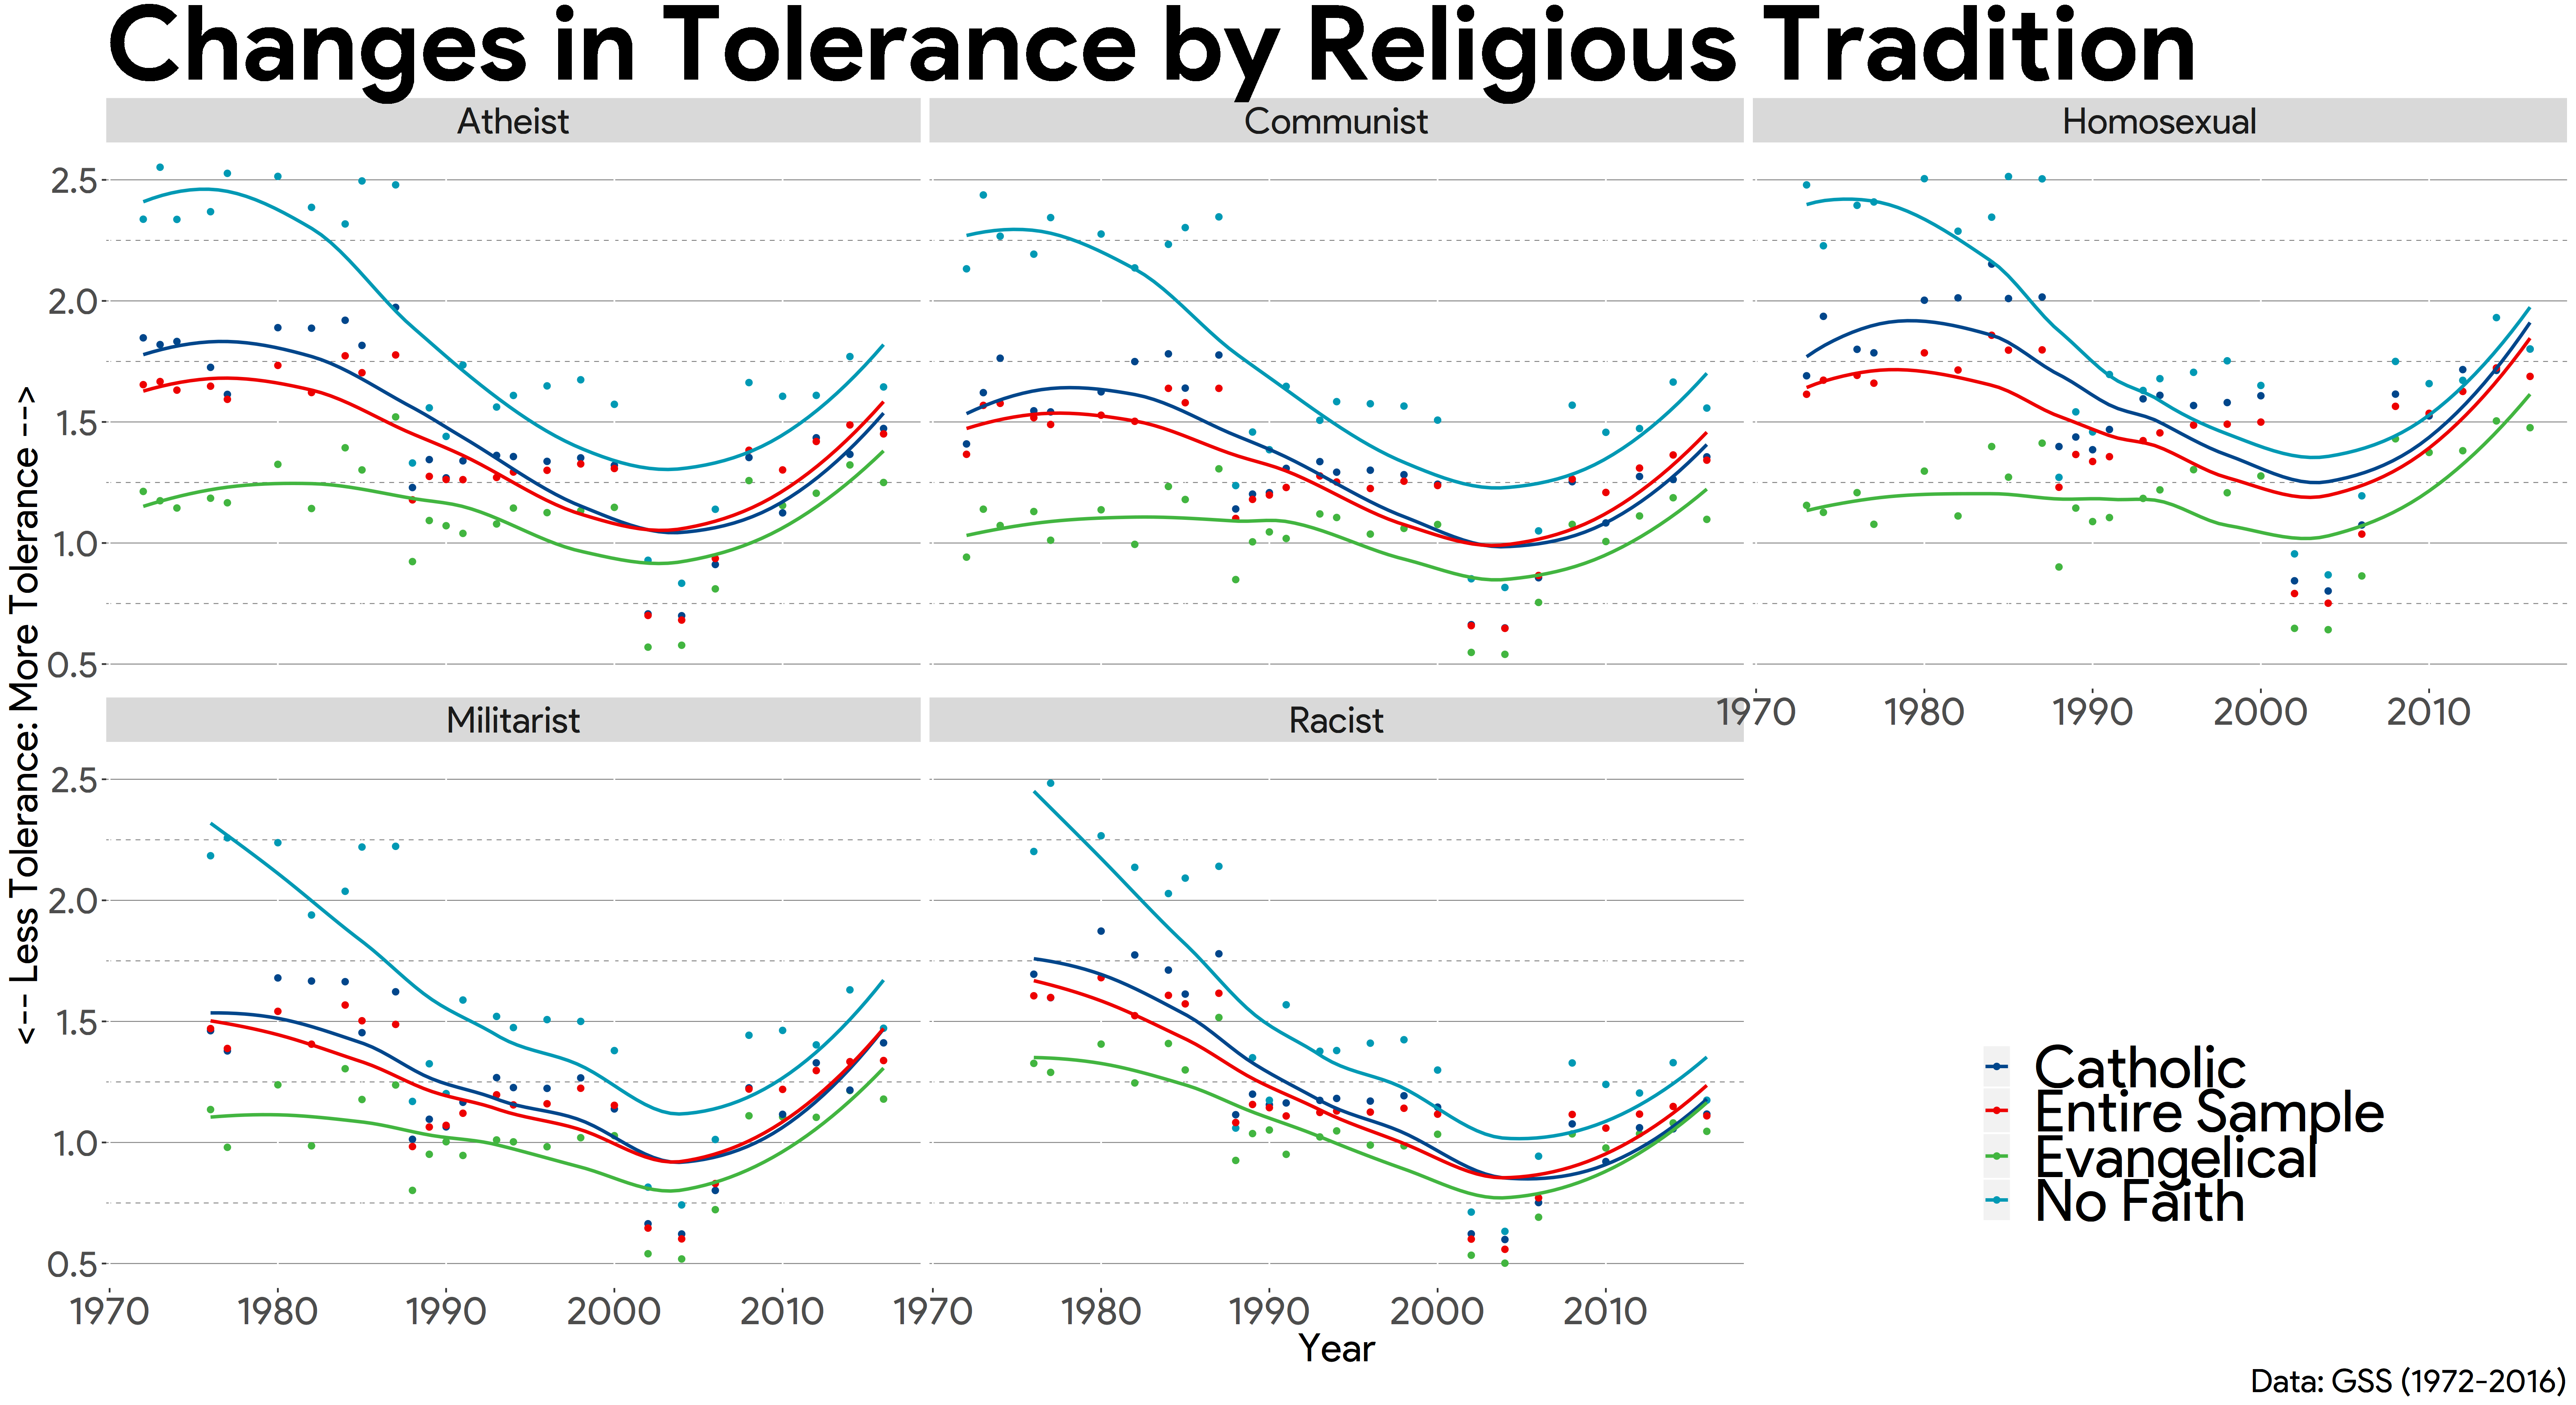 Changes in Tolerance by Religious Tradition
Atheist
Communist
Homosexual
2.5
2.0
1.5
1.0
0.5
1970 1980 1990 2000 2010
Militarist
Racist
2.5
2.0
1.5
1.0
0.5
1970 1980 1990 2000 2010
1970 1980 1990 2000 2010
<-- Less Tolerance: More Tolerance -->
Year
Catholic
Entire Sample
Evangelical
No Faith
Data: GSS (1972-2016)